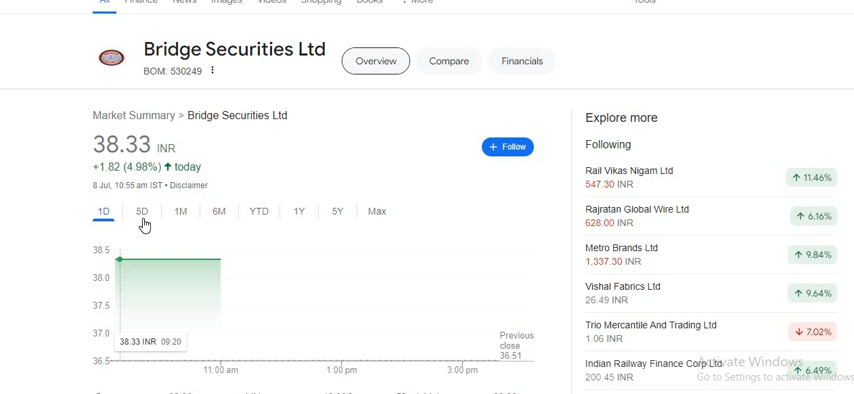 All Finance News Images Videos Shopping Books More Tools
Bridge Securities Ltd
BOM: 530249
Overview Compare Financials
Market Summary > Bridge Securities Ltd
38.33 INR
+1.82 (4.98%) ↑ today
8 Jul, 10:55 am IST • Disclaimer
+ Follow
1D 5D 1M 6M YTD 1Y 5Y Max
38.5
38.0
37.5
37.0
36.5
38.33 INR 09:20
Previous
close
36.51
11:00 am 1:00 pm 3:00 pm
Explore more
Following
Rail Vikas Nigam Ltd
547.30 INR
↑ 11.46%
Rajratan Global Wire Ltd
628.00 INR
↑ 6.16%
Metro Brands Ltd
1,337.30 INR
↑ 9.84%
Vishal Fabrics Ltd
26.49 INR
↑ 9.64%
Trio Mercantile And Trading Ltd
1.06 INR
↓ 7.02%
Indian Railway Finance Corp Ltd
200.45 INR
↑ 6.49%
Activate Windows
Go to Settings to activate Windows